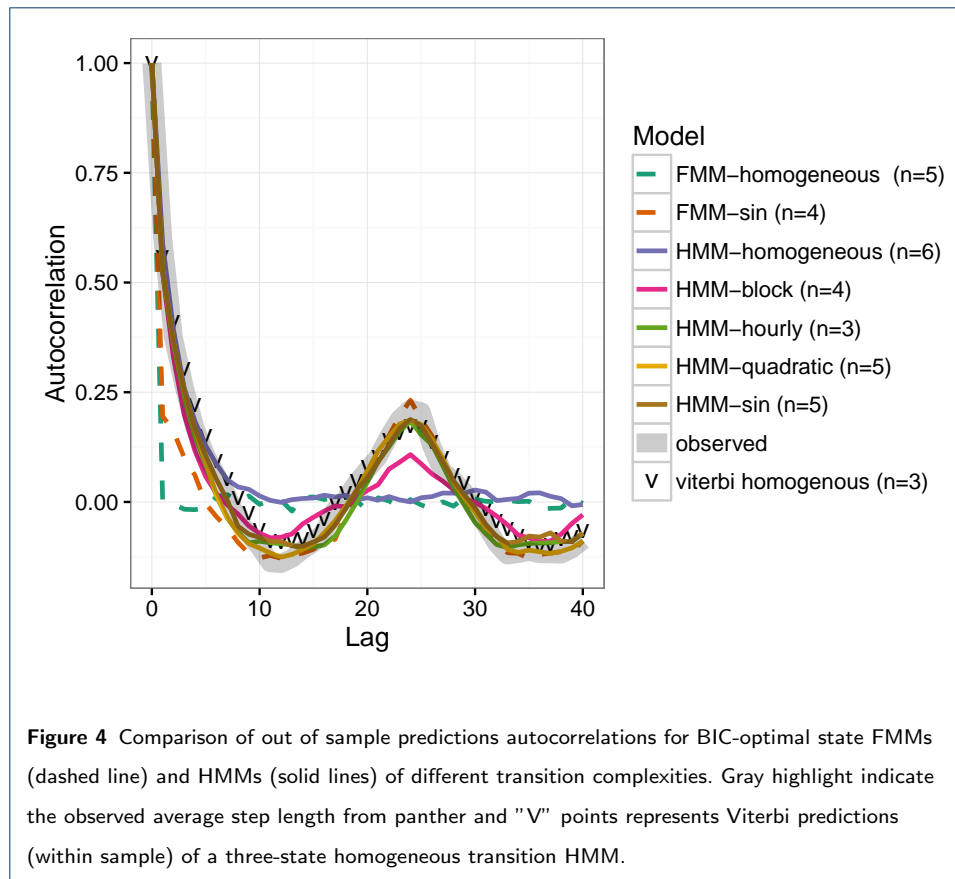 1.00
0.75
0.50
0.25
0.00
Autocorrelation
0 10 20 30 40
Lag
Model
FMM−homogeneous (n=5)
FMM−sin (n=4)
HMM−homogeneous (n=6)
HMM−block (n=4)
HMM−hourly (n=3)
HMM−quadratic (n=5)
HMM−sin (n=5)
observed
V viterbi homogenous (n=3)
Figure 4 Comparison of out of sample predictions autocorrelations for BIC-optimal state FMMs
(dashed line) and HMMs (solid lines) of different transition complexities. Gray highlight indicate
the observed average step length from panther and ”V” points represents Viterbi predictions
(within sample) of a three-state homogeneous transition HMM.